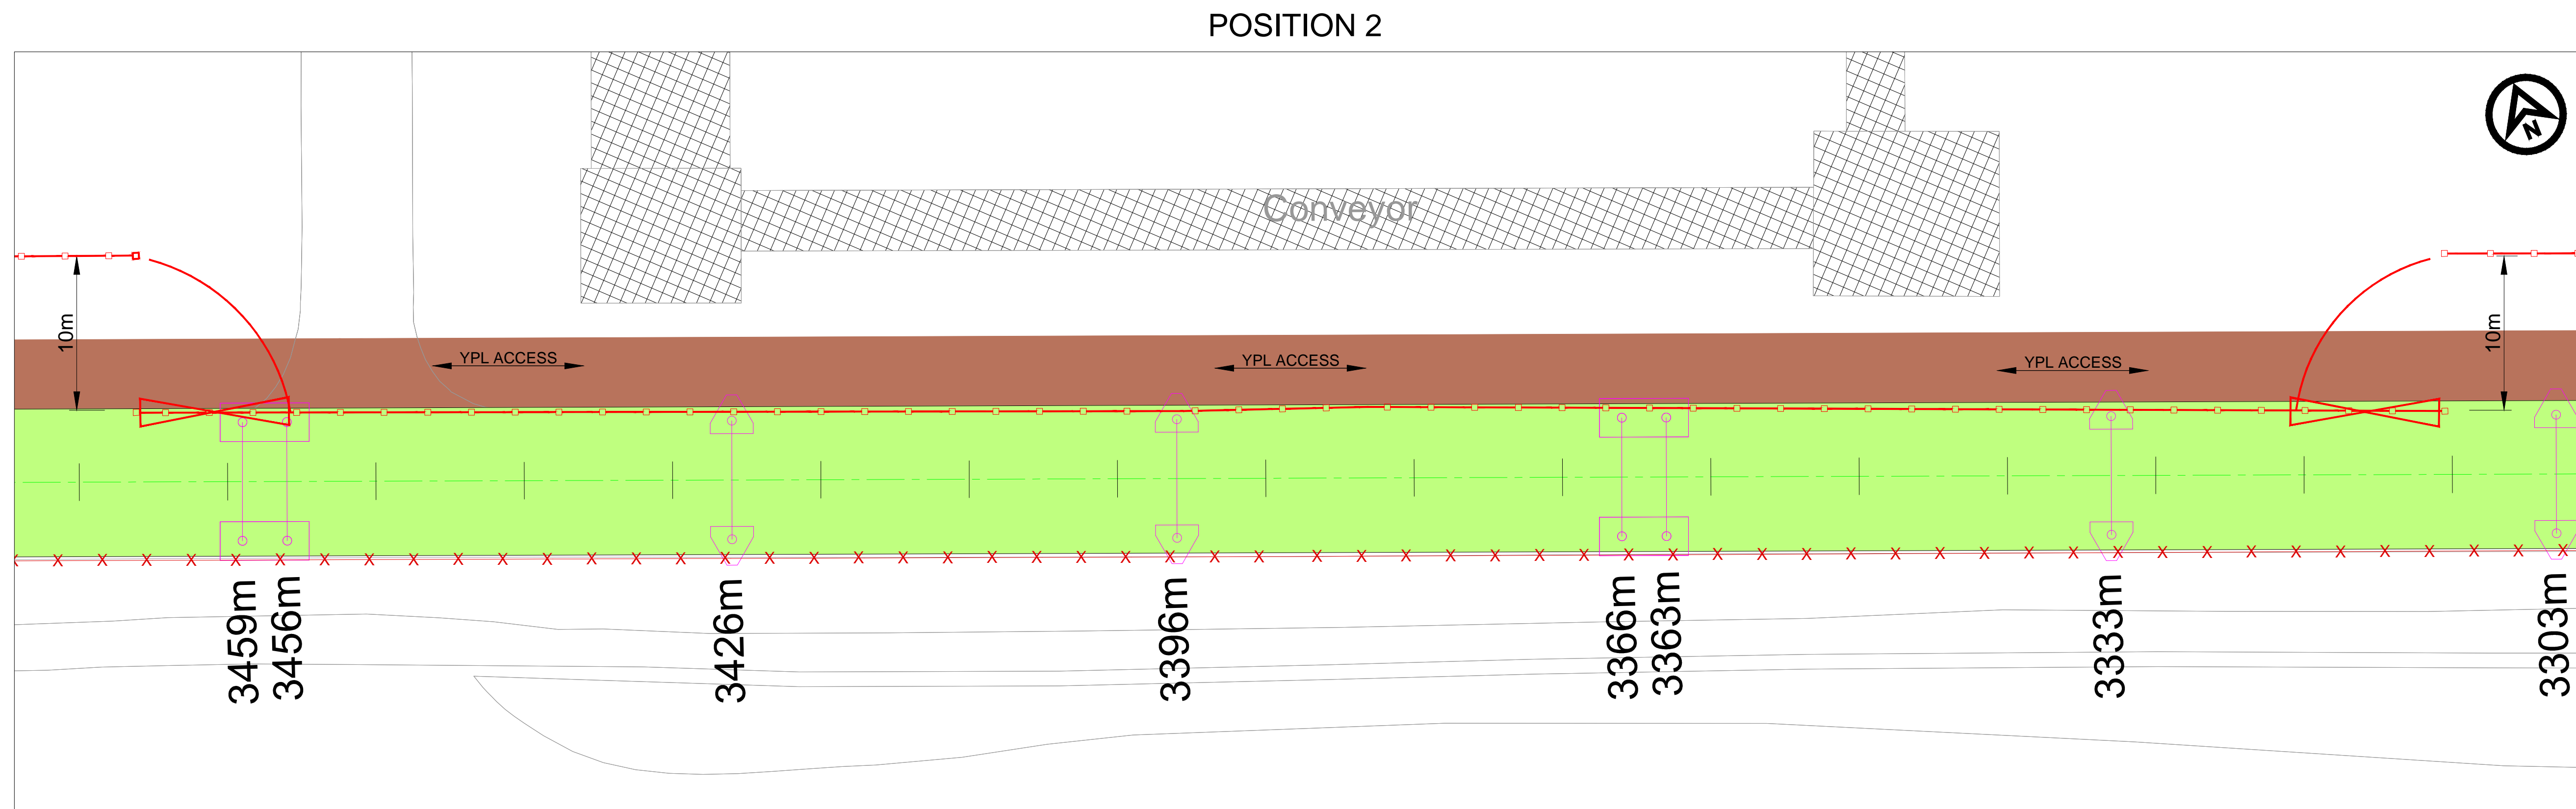 POSITION 2
N
Conveyor
10m
10m
YPL ACCESS
YPL ACCESS
YPL ACCESS
3459m
3456m
3426m
3396m
3366m
3363m
3333m
3303m